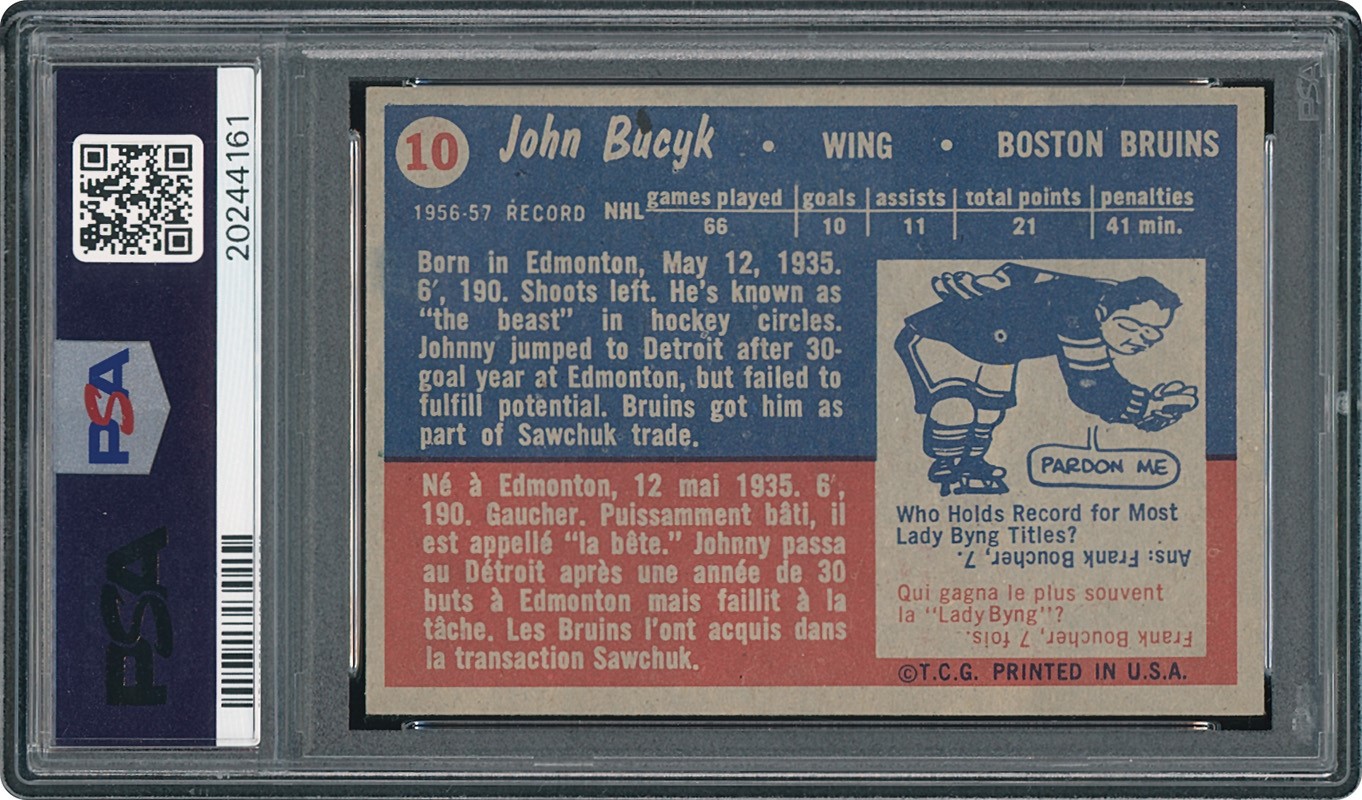 20244161
PSA
PSA
PSA
10 John Bucyk • WING • BOSTON BRUINS
1956-57 RECORD NHL games played goals assists total points penalties
66 10 11 21 41 min.
Born in Edmonton, May 12, 1935.
6′, 190. Shoots left. He's known as
"the beast" in hockey circles.
Johnny jumped to Detroit after 30-
goal year at Edmonton, but failed to
fulfill potential. Bruins got him as
part of Sawchuk trade.
Né à Edmonton, 12 mai 1935. 6′,
190. Gaucher. Puissamment bâti, il
est appellé "la bête." Johnny passa
au Détroit après une année de 30
buts à Edmonton mais faillit à la
tâche. Les Bruins l'ont acquis dans
la transaction Sawchuk.
PARDON ME
Who Holds Record for Most
Lady Byng Titles?
Ans: Frank Boucher, 7.
Qui gagna le plus souvent
la "Lady Byng"?
Frank Boucher, 7 fois.
©T.C.G. PRINTED IN U.S.A.